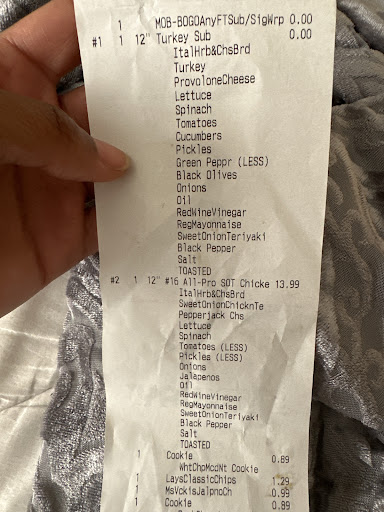 1 MOB-BOGOAnyFTSub/SigWrp 0.00
#1 1 12" Turkey Sub 0.00
ItalHrb&ChsBrd
Turkey
ProvoloneCheese
Lettuce
Spinach
Tomatoes
Cucumbers
Pickles
Green Peppr (LESS)
Black Olives
Onions
Oil
RedWineVinegar
RegMayonnaise
SweetOnionTeriyaki
Black Pepper
Salt
TOASTED
#2 1 12" #16 All-Pro SOT Chicke 13.99
ItalHrb&ChsBrd
SweetOnionChicknTe
Pepperjack Chs
Lettuce
Spinach
Tomatoes (LESS)
Pickles (LESS)
Onions
Jalapenos
Oil
RedWineVinegar
RegMayonnaise
SweetOnionTeriyaki
Black Pepper
Salt
TOASTED
1 Cookie 0.89
WhtChpMcdNt Cookie
1 LaysClassicChips 1.29
1 MsVckisJalpnoCh 0.99
1 Cookie 0.89